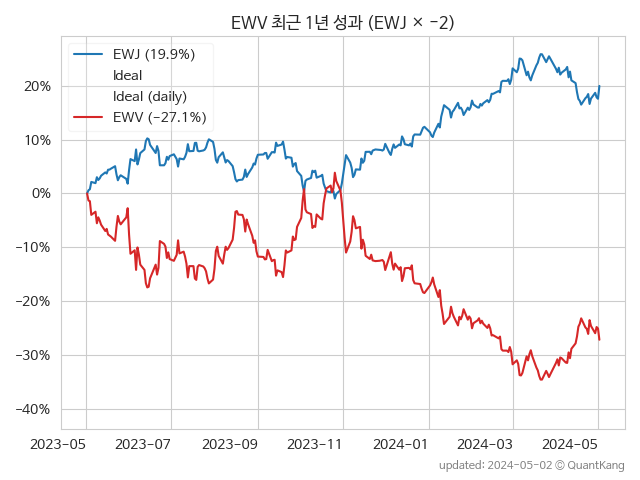 EWV 최근 1년 성과 (EWJ × −2)
EWJ (19.9%)
Ideal
Ideal (daily)
EWV (−27.1%)
20%
10%
0%
−10%
−20%
−30%
−40%
2023-05
2023-07
2023-09
2023-11
2024-01
2024-03
2024-05
updated: 2024-05-02 © QuantKang